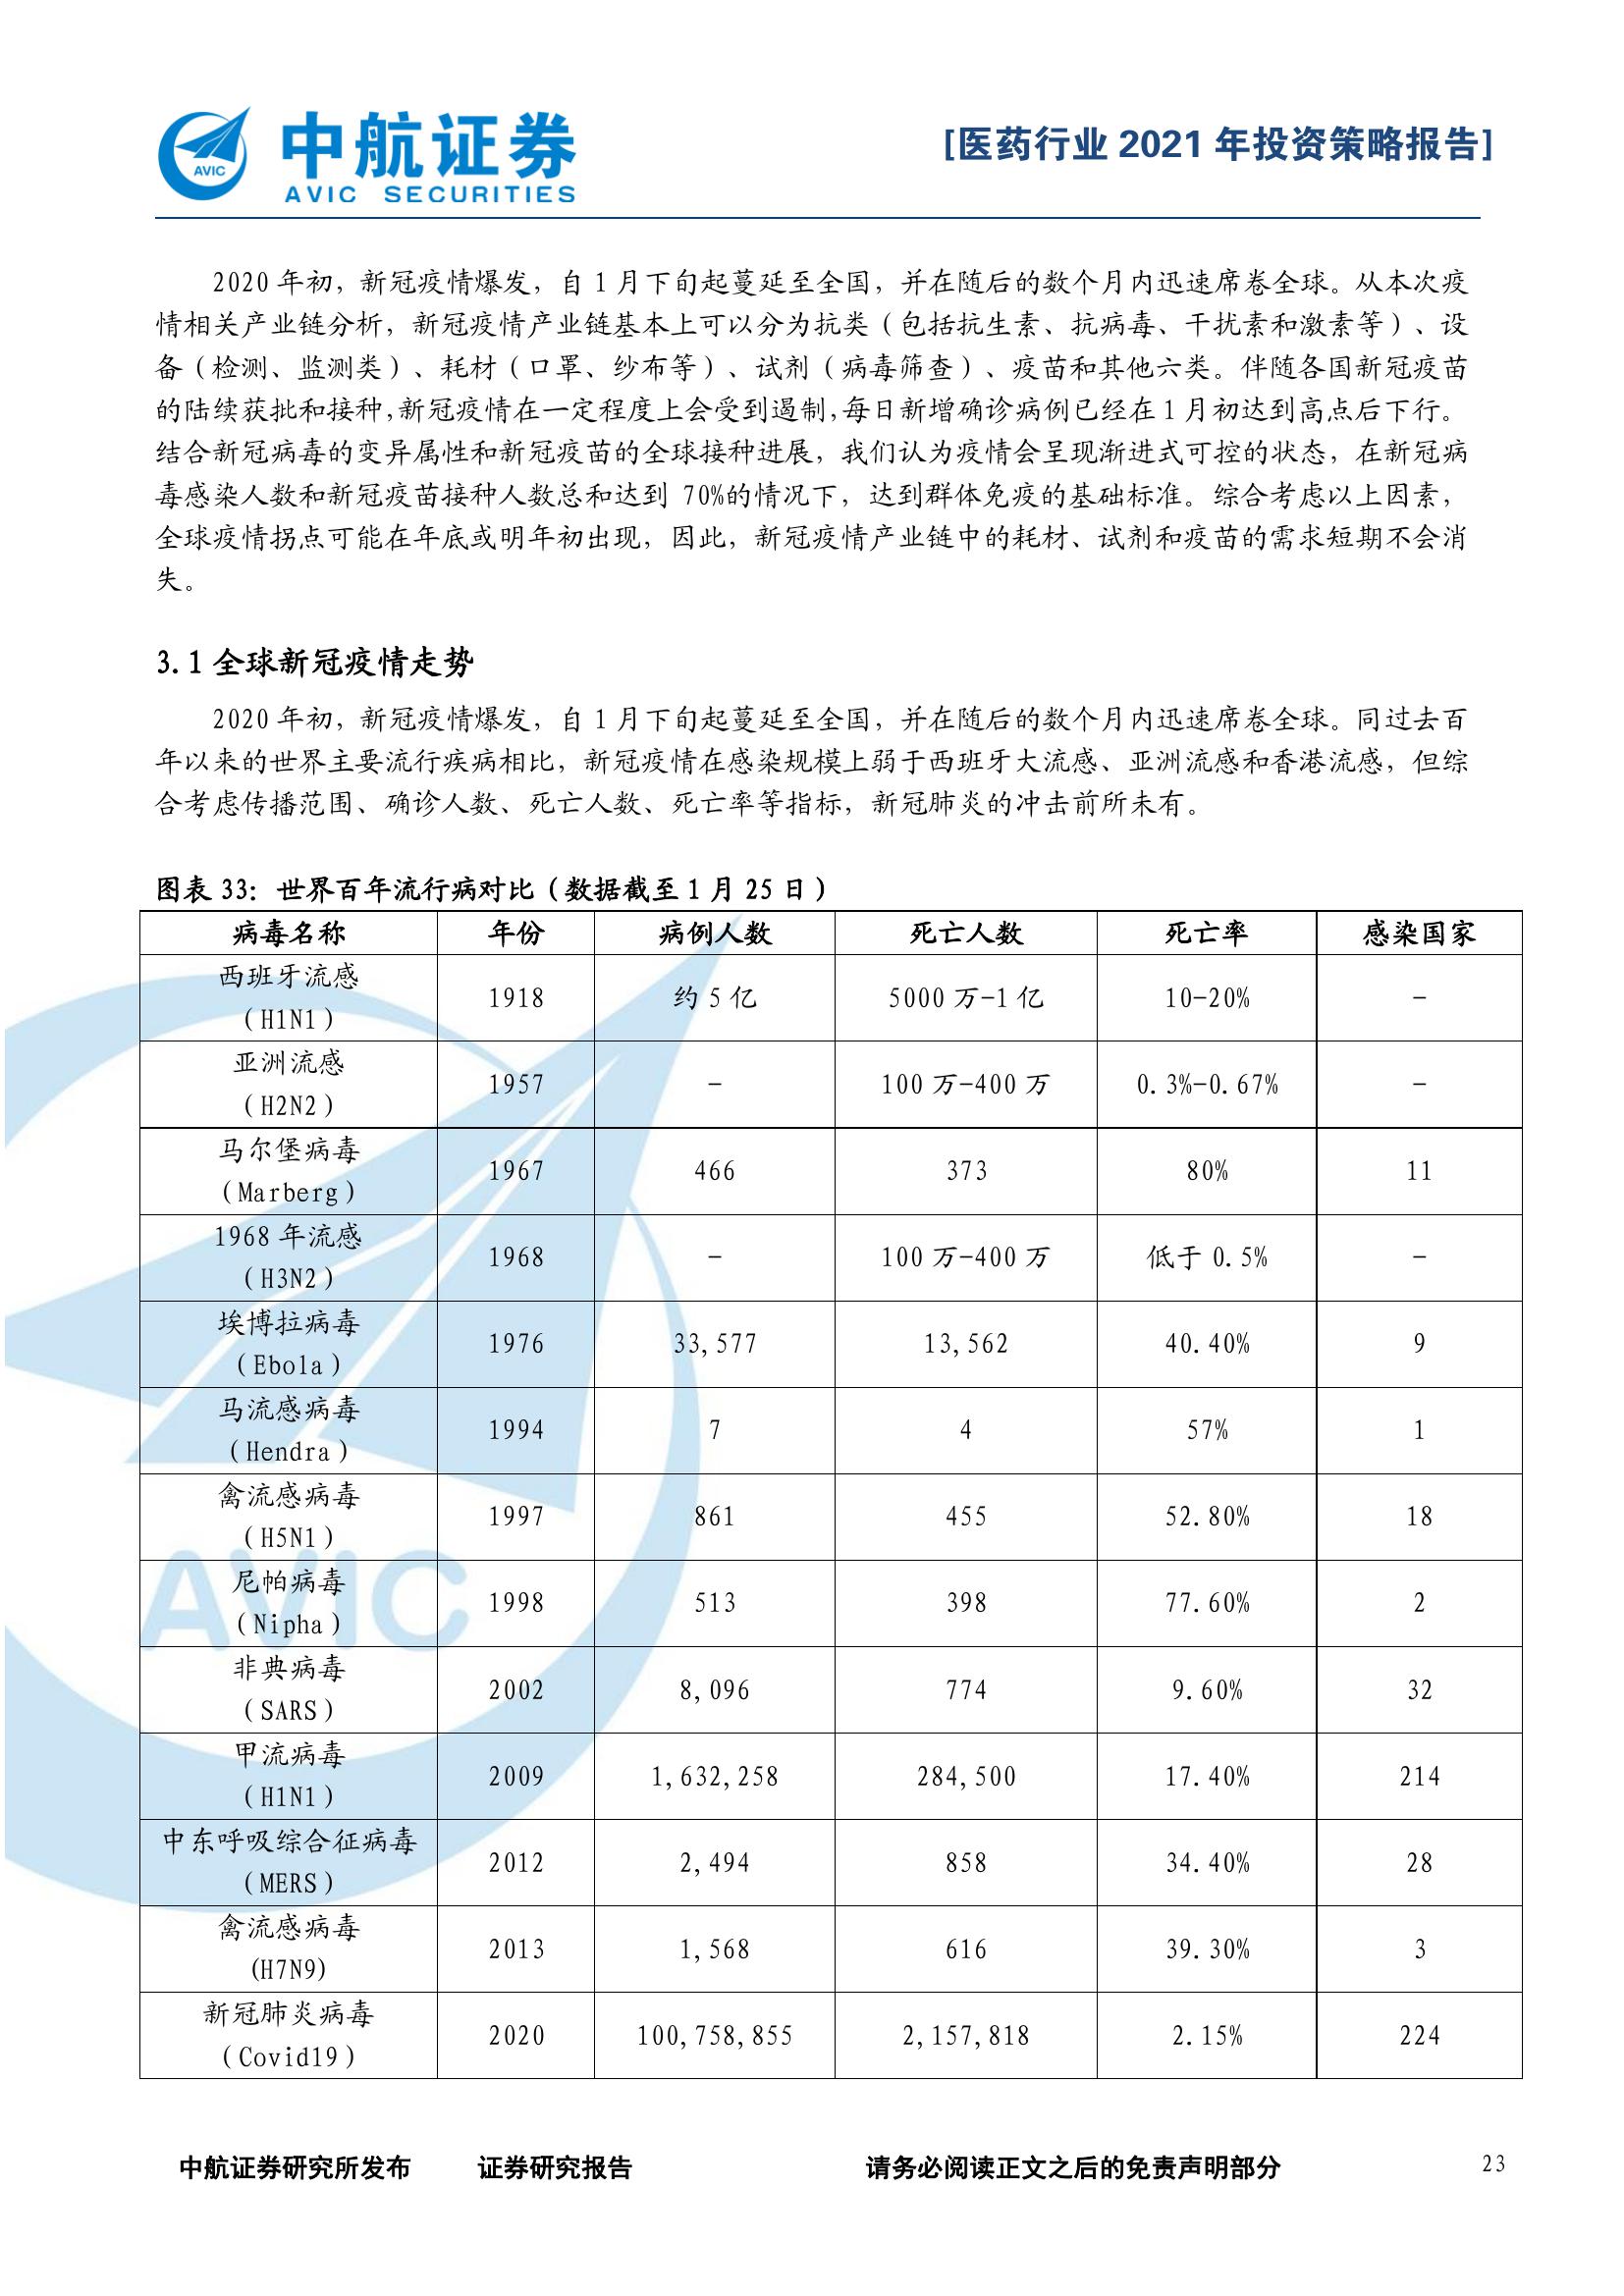 中航证券
AVIC SECURITIES
AVIC
[医药行业 2021 年投资策略报告]
2020 年初，新冠疫情爆发，自 1 月下旬起蔓延至全国，并在随后的数个月内迅速席卷全球。从本次疫
情相关产业链分析，新冠疫情产业链基本上可以分为抗类（包括抗生素、抗病毒、干扰素和激素等）、设
备（检测、监测类）、耗材（口罩、纱布等）、试剂（病毒筛查）、疫苗和其他六类。伴随各国新冠疫苗
的陆续获批和接种,新冠疫情在一定程度上会受到遏制,每日新增确诊病例已经在 1 月初达到高点后下行。
结合新冠病毒的变异属性和新冠疫苗的全球接种进展，我们认为疫情会呈现渐进式可控的状态，在新冠病
毒感染人数和新冠疫苗接种人数总和达到 70%的情况下，达到群体免疫的基础标准。综合考虑以上因素，
全球疫情拐点可能在年底或明年初出现，因此，新冠疫情产业链中的耗材、试剂和疫苗的需求短期不会消
失。
3.1 全球新冠疫情走势
2020 年初，新冠疫情爆发，自 1 月下旬起蔓延至全国，并在随后的数个月内迅速席卷全球。同过去百
年以来的世界主要流行疾病相比，新冠疫情在感染规模上弱于西班牙大流感、亚洲流感和香港流感，但综
合考虑传播范围、确诊人数、死亡人数、死亡率等指标，新冠肺炎的冲击前所未有。
图表 33：世界百年流行病对比（数据截至 1 月 25 日）
病毒名称 年份 病例人数 死亡人数 死亡率 感染国家
西班牙流感
（H1N1） 1918 约 5 亿 5000 万-1 亿 10-20% -
亚洲流感
（H2N2） 1957 - 100 万-400 万 0.3%-0.67% -
马尔堡病毒
（Marberg） 1967 466 373 80% 11
1968 年流感
（H3N2） 1968 - 100 万-400 万 低于 0.5% -
埃博拉病毒
（Ebola） 1976 33,577 13,562 40.40% 9
马流感病毒
（Hendra） 1994 7 4 57% 1
禽流感病毒
（H5N1） 1997 861 455 52.80% 18
尼帕病毒
（Nipha） 1998 513 398 77.60% 2
非典病毒
（SARS） 2002 8,096 774 9.60% 32
甲流病毒
（H1N1） 2009 1,632,258 284,500 17.40% 214
中东呼吸综合征病毒
（MERS） 2012 2,494 858 34.40% 28
禽流感病毒
(H7N9) 2013 1,568 616 39.30% 3
新冠肺炎病毒
（Covid19） 2020 100,758,855 2,157,818 2.15% 224
AVIC
中航证券研究所发布 证券研究报告 请务必阅读正文之后的免责声明部分 23